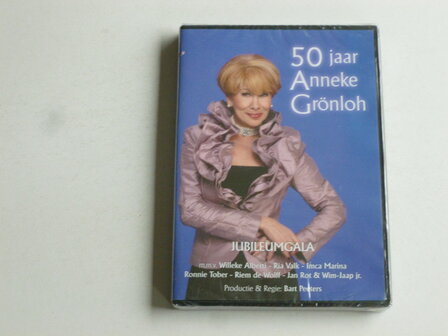 50 jaar
Anneke
Grönloh
JUBILEUMGALA
m.m.v. Willeke Alberti - Ria Valk - Imca Marina
Ronnie Tober - Riem de Wolff - Jan Rot & Wim-Jaap jr.
Productie & Regie: Bart Peeters